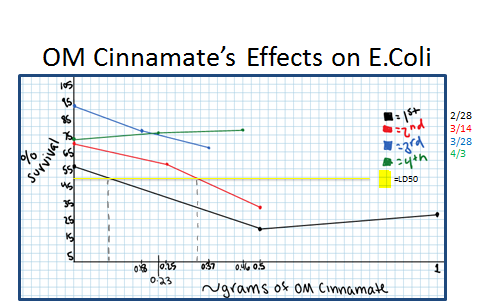 OM Cinnamate's Effects on E.Coli
105
95
85
75
65
55
45
35
25
15
5
% Survival
■ = 1st 2/28
■ = 2nd 3/14
■ = 3rd 3/28
■ = 4th 4/3
=LD50
0.18 0.25 0.37 0.46 0.5 1
0.23
~grams of OM Cinnamate